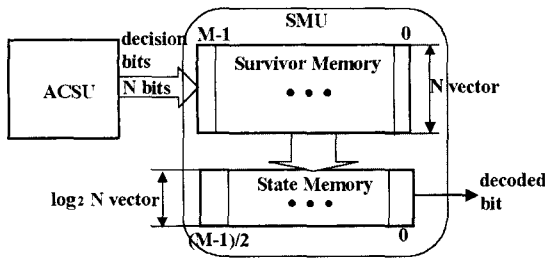 SMU
decision
bits
N bits
ACSU
M-1
0
Survivor Memory
N vector
State Memory
log2 N vector
(M-1)/2
0
decoded
bit